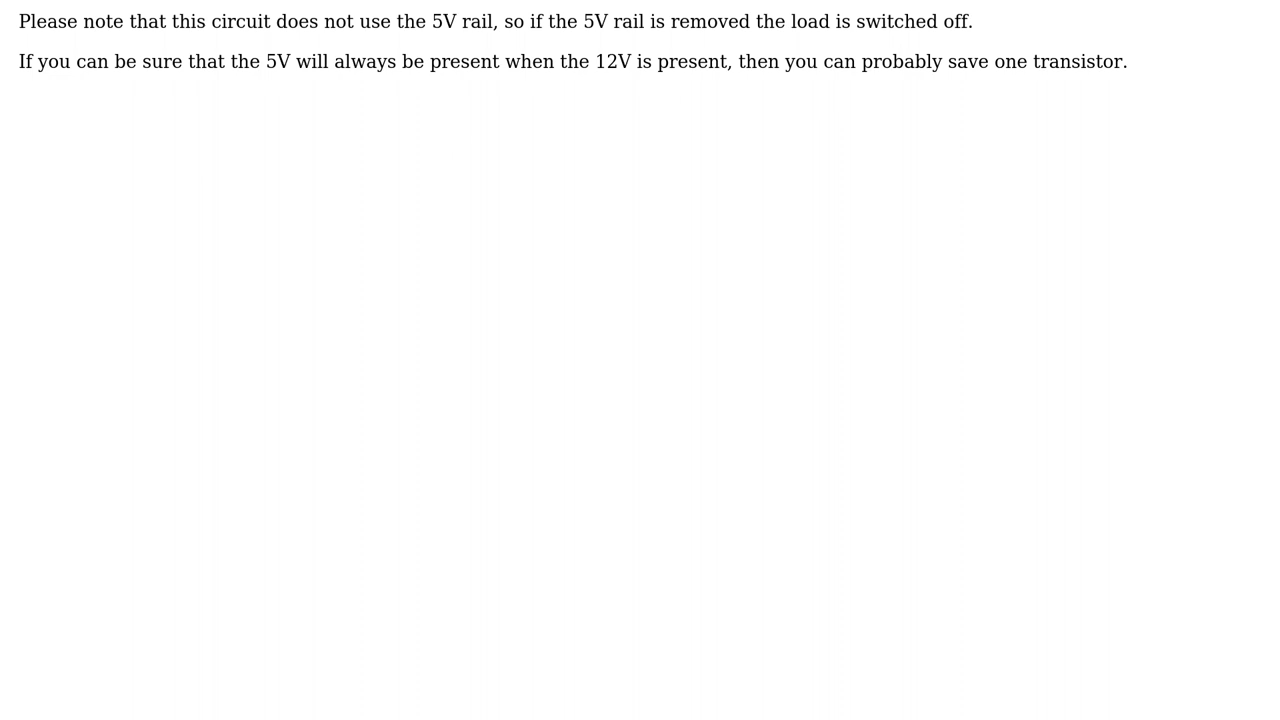 Please note that this circuit does not use the 5V rail, so if the 5V rail is removed the load is switched off.
If you can be sure that the 5V will always be present when the 12V is present, then you can probably save one transistor.